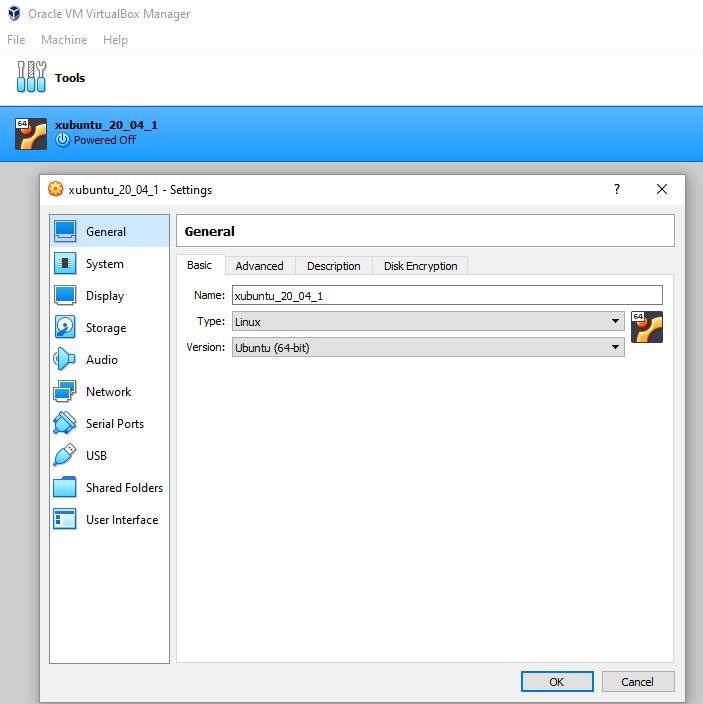 Oracle VM VirtualBox Manager
File Machine Help
Tools
64
xubuntu_20_04_1
Powered Off
xubuntu_20_04_1 - Settings ?
General
System
Display
Storage
Audio
Network
Serial Ports
USB
Shared Folders
User Interface
General
Basic Advanced Description Disk Encryption
Name: xubuntu_20_04_1
Type: Linux
64
Version: Ubuntu (64-bit)
OK Cancel